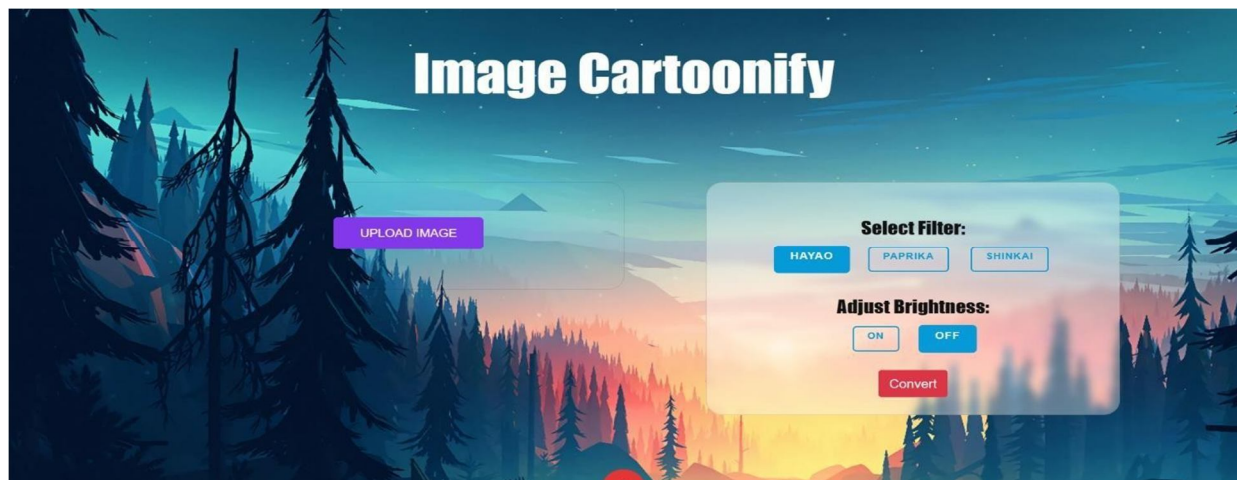 Image Cartoonify
UPLOAD IMAGE
Select Filter:
HAYAO PAPRIKA SHINKAI
Adjust Brightness:
ON OFF
Convert